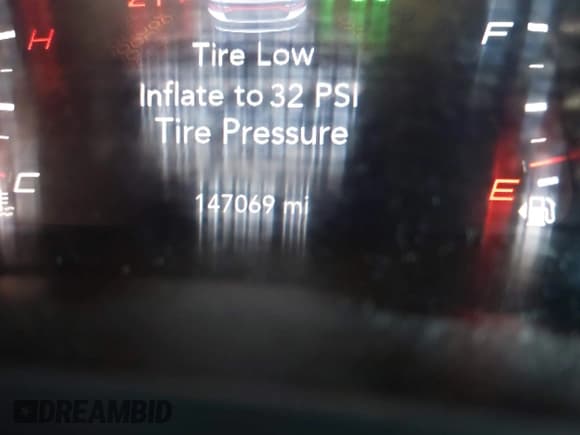 H
F
Tire Low
Inflate to 32 PSI
Tire Pressure
C
E
147069 mi
DREAMBID